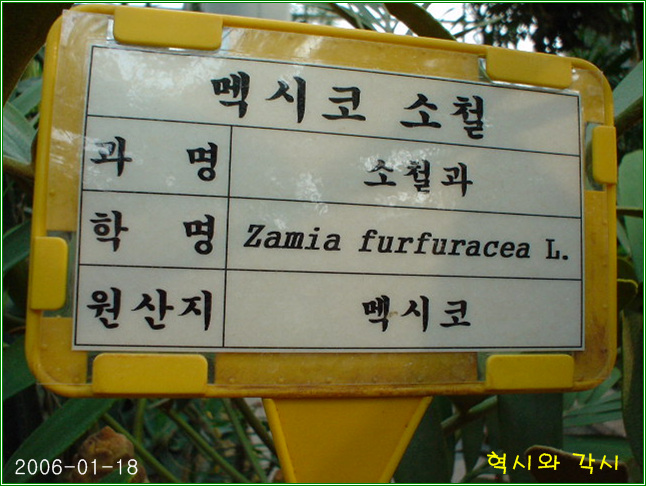 멕시코 소철
과 명 소철과
학 명 Zamia furfuracea L.
원산지 멕시코
2006-01-18 혁시와 각시